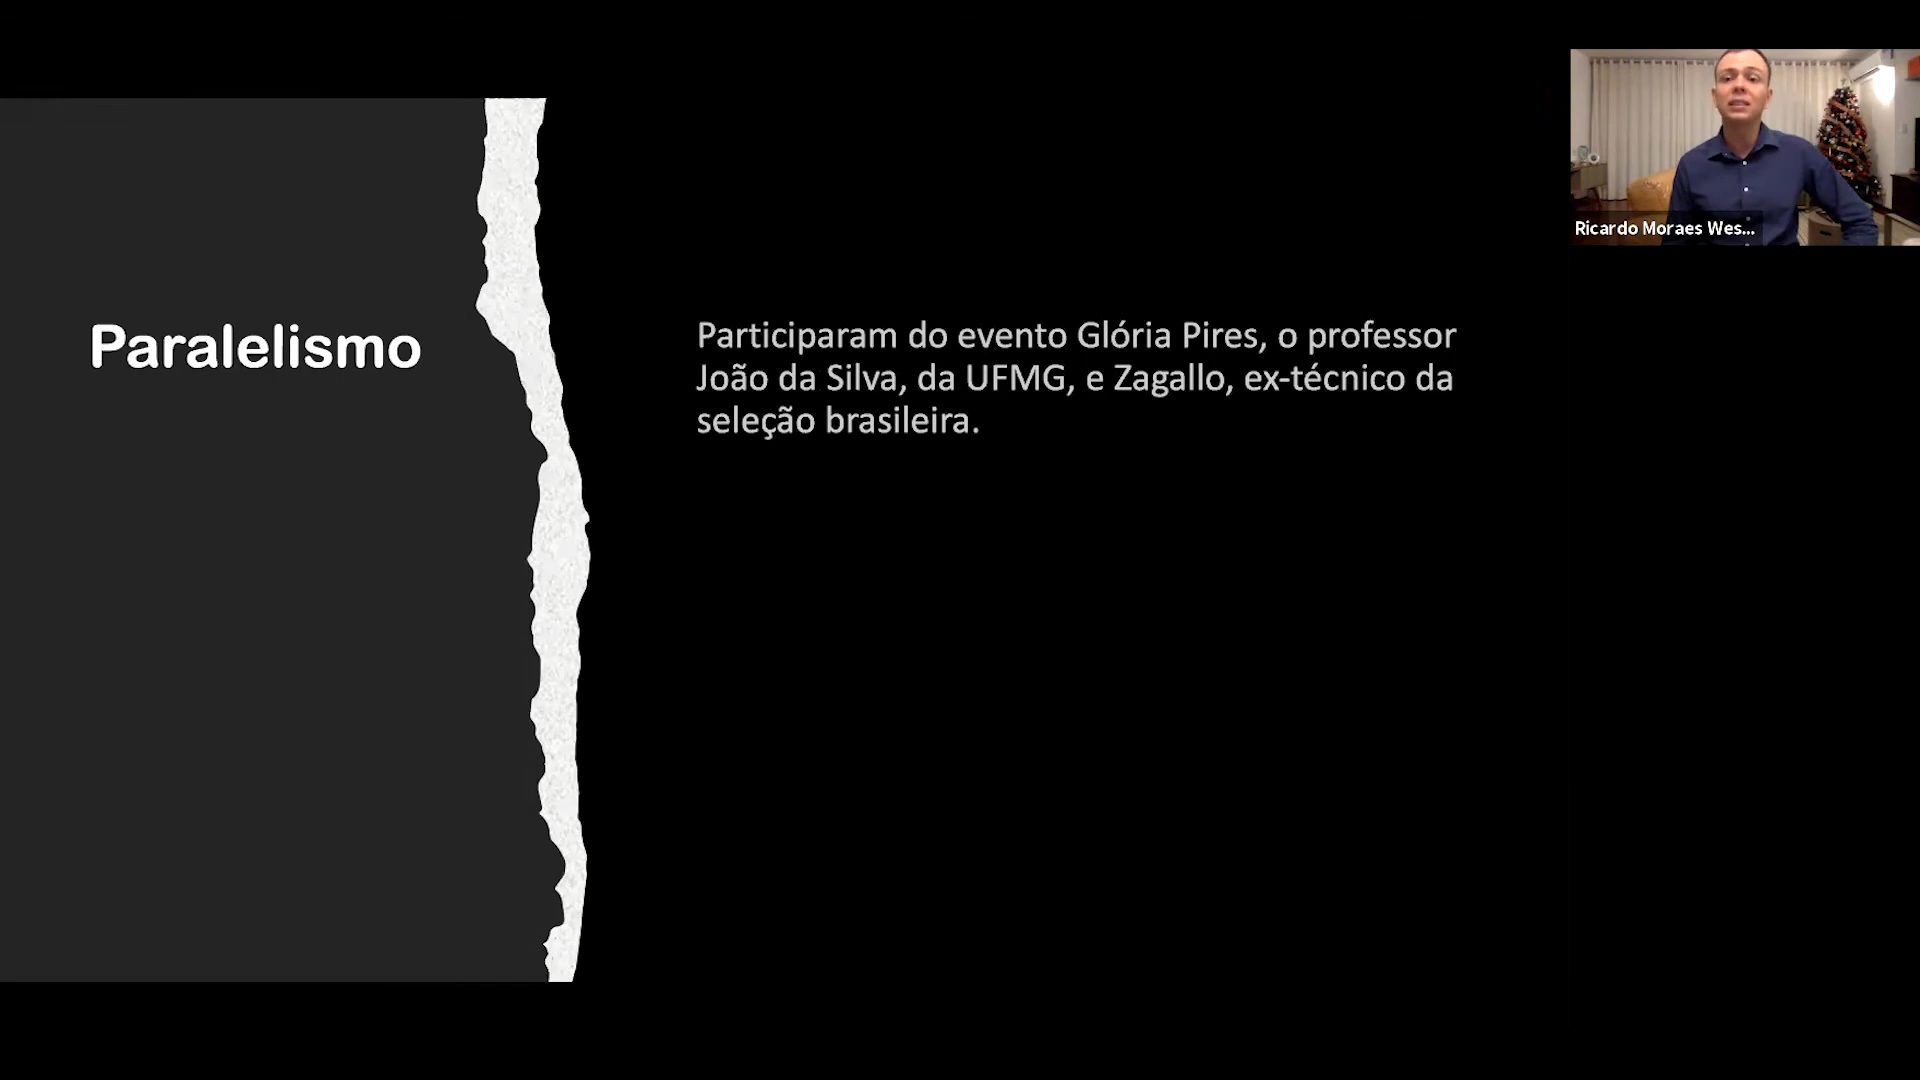 Paralelismo
Participaram do evento Glória Pires, o professor
João da Silva, da UFMG, e Zagallo, ex-técnico da
seleção brasileira.
Ricardo Moraes Wes...